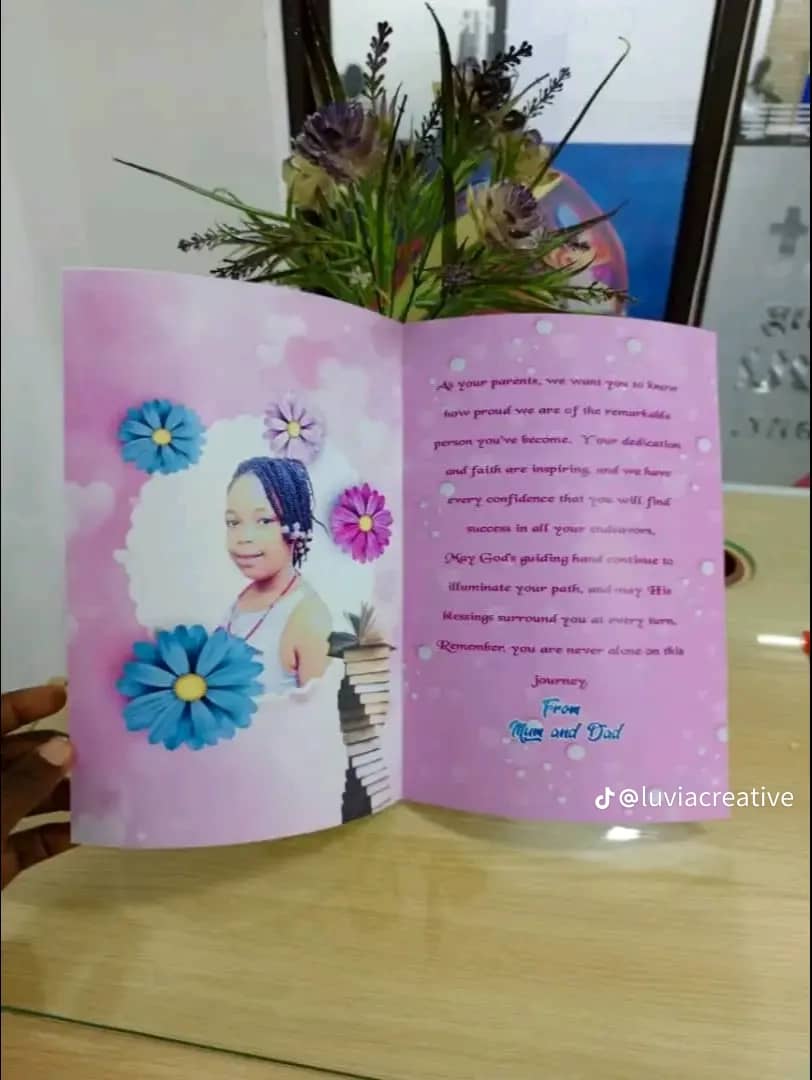 As your parents, we want you to know
how proud we are of the remarkable
person you've become. Your dedication
and faith are inspiring, and we have
every confidence that you will find
success in all your endeavors.
May God's guiding hand continue to
illuminate your path, and may His
blessings surround you at every turn.
Remember, you are never alone on this
journey.
From
Mum and Dad
@luviacreative